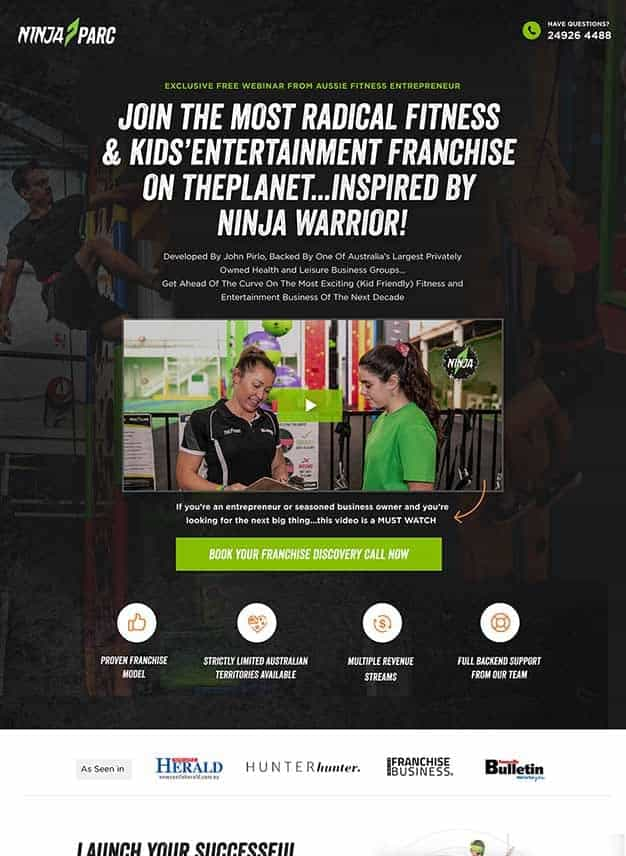 NINJA PARC
HAVE QUESTIONS?
24926 4488
EXCLUSIVE FREE WEBINAR FROM AUSSIE FITNESS ENTREPRENEUR
JOIN THE MOST RADICAL FITNESS
& KIDS'ENTERTAINMENT FRANCHISE
ON THEPLANET...INSPIRED BY
NINJA WARRIOR!
Developed By John Pirlo, Backed By One Of Australia's Largest Privately
Owned Health and Leisure Business Groups...
Get Ahead Of The Curve On The Most Exciting (Kid Friendly) Fitness and
Entertainment Business Of The Next Decade
NINJA
If you're an entrepreneur or seasoned business owner and you're
looking for the next big thing...this video is a MUST WATCH
BOOK YOUR FRANCHISE DISCOVERY CALL NOW
PROVEN FRANCHISE
MODEL
STRICTLY LIMITED AUSTRALIAN
TERRITORIES AVAILABLE
MULTIPLE REVENUE
STREAMS
FULL BACKEND SUPPORT
FROM OUR TEAM
As Seen in
HERALD
HUNTERhunter.
FRANCHISE
BUSINESS
Bulletin
LAUNCH YOUR SUCCESSFUL